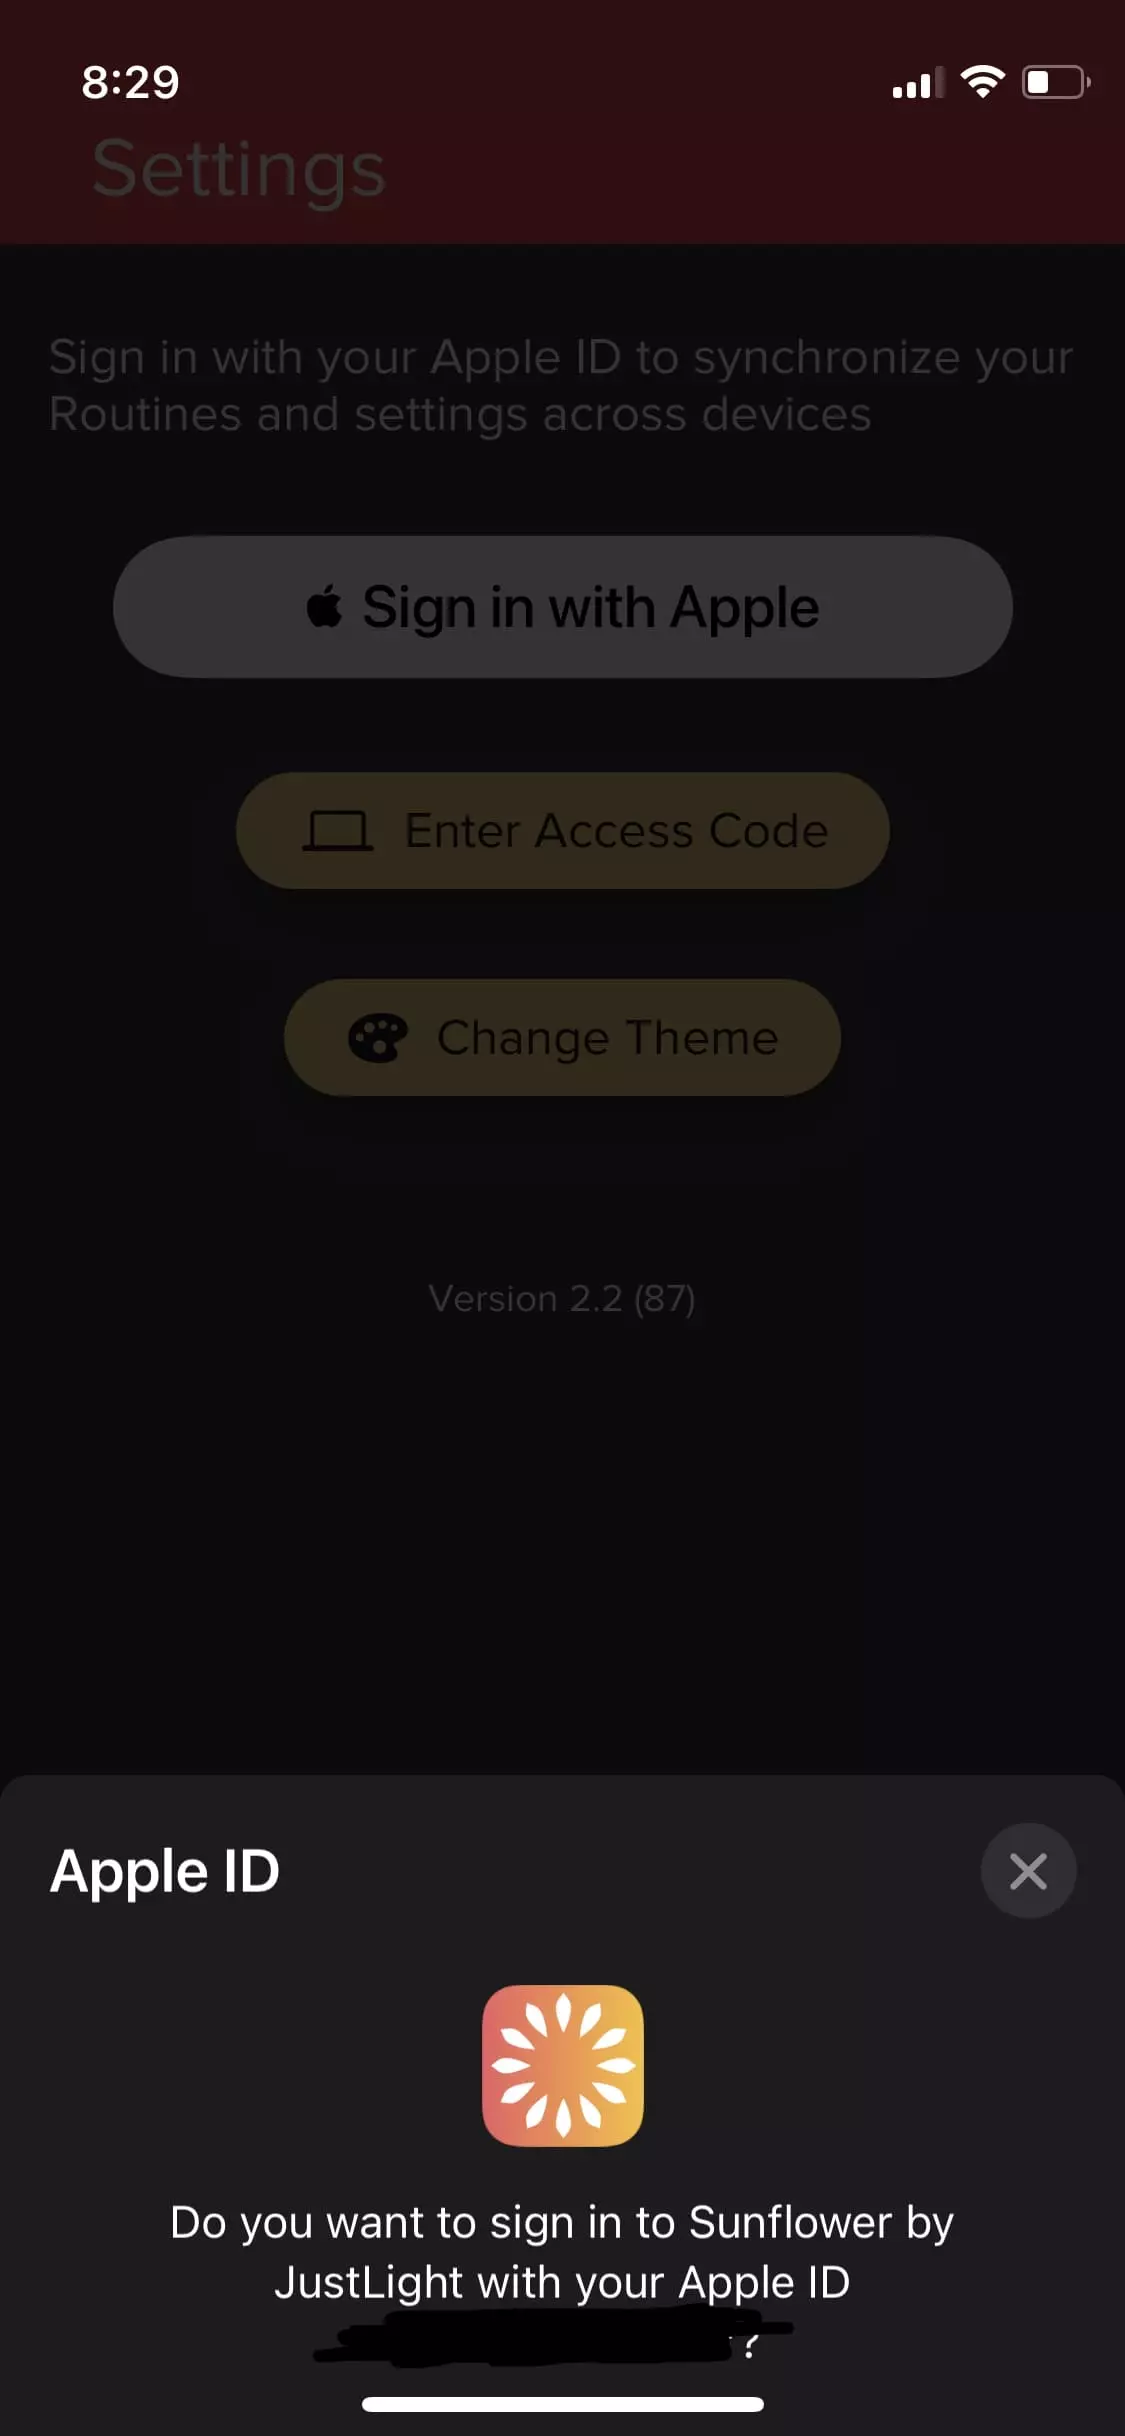 8:29
Settings
Sign in with your Apple ID to synchronize your
Routines and settings across devices
Sign in with Apple
Enter Access Code
Change Theme
Version 2.2 (87)
Apple ID
Do you want to sign in to Sunflower by
JustLight with your Apple ID
?